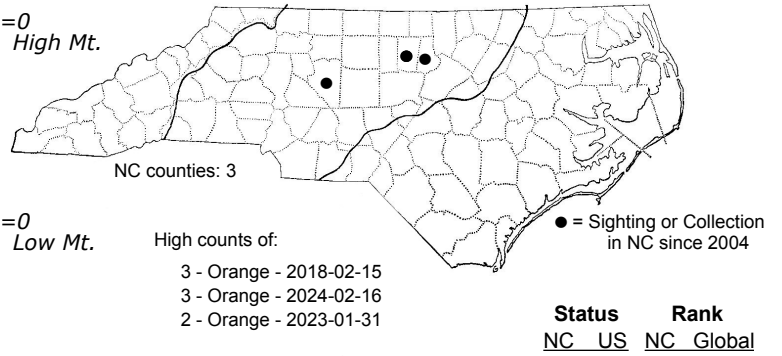 =0
High Mt.
NC counties: 3
=0
Low Mt.
High counts of:
3 - Orange - 2018-02-15
3 - Orange - 2024-02-16
2 - Orange - 2023-01-31
● = Sighting or Collection
in NC since 2004
Status Rank
NC US NC Global